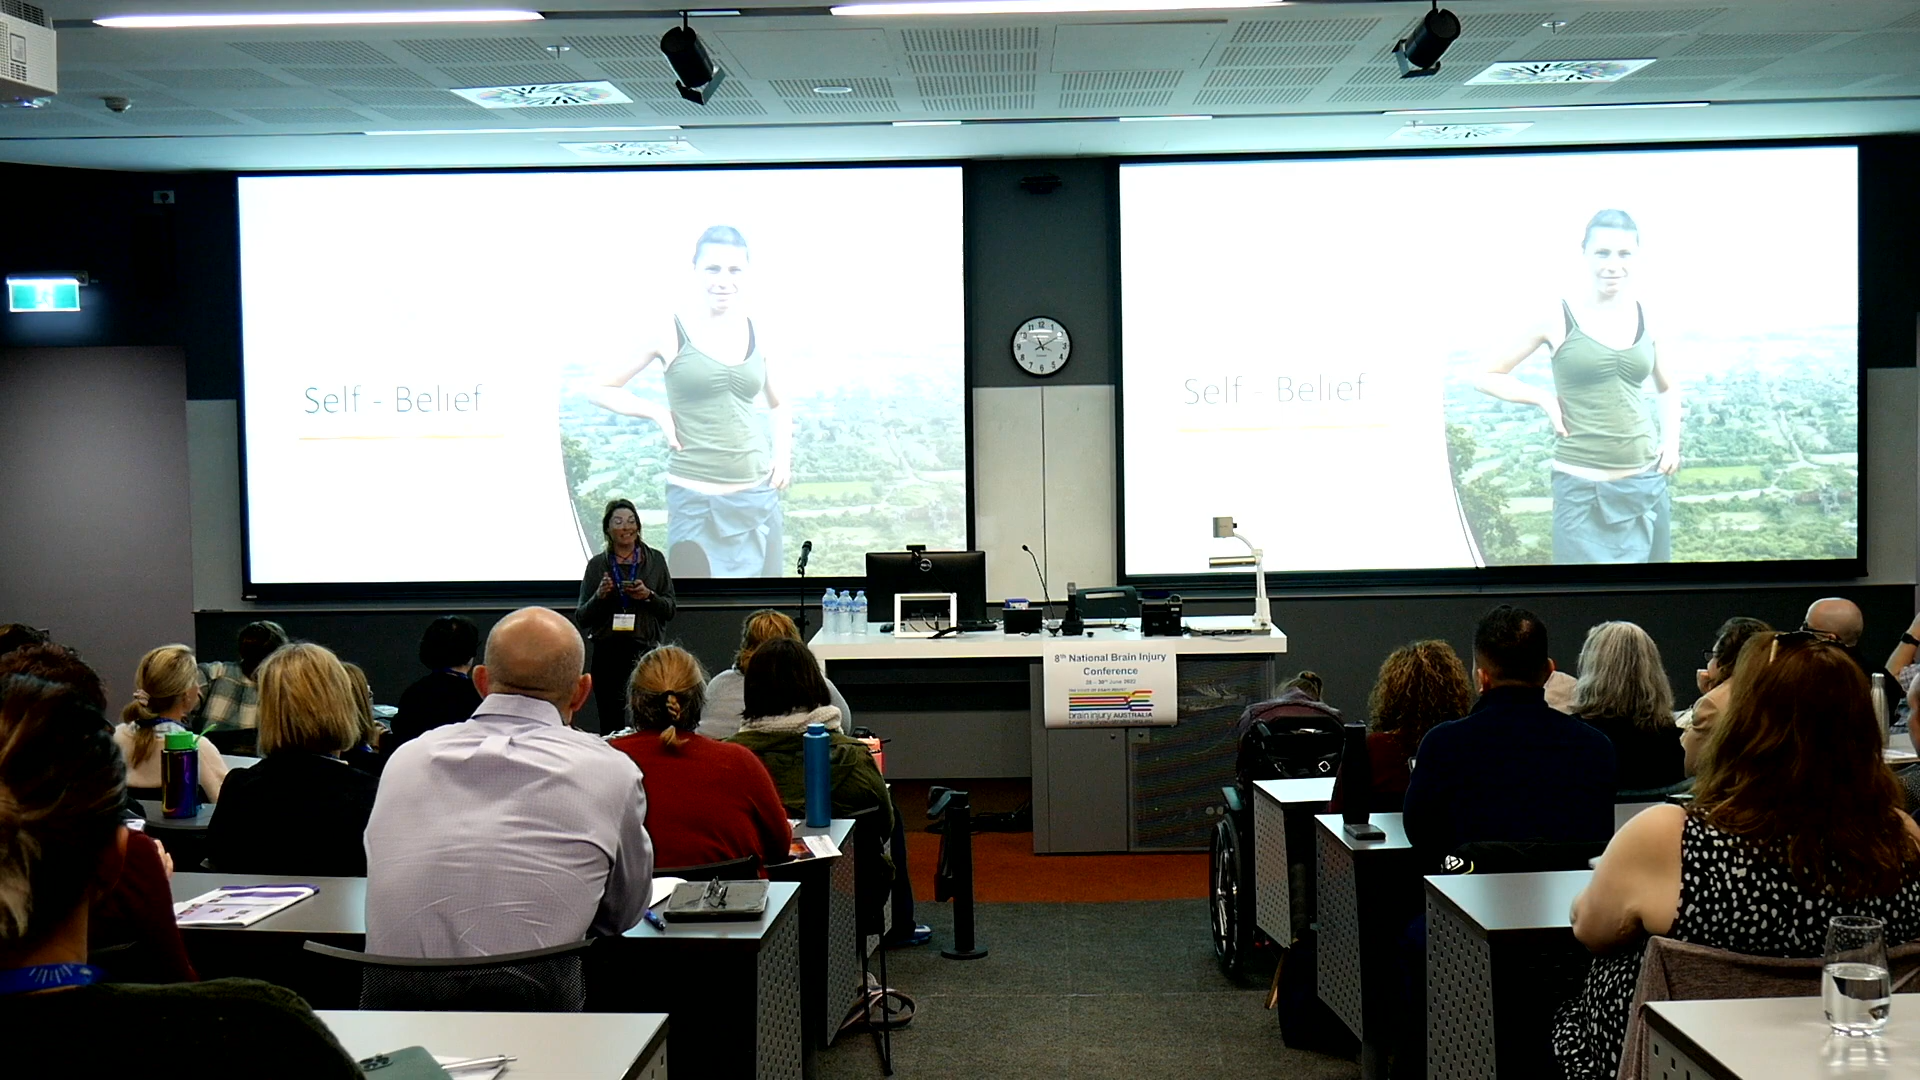 Self - Belief
Self - Belief
8th National Brain Injury
Conference
brain injury AUSTRALIA